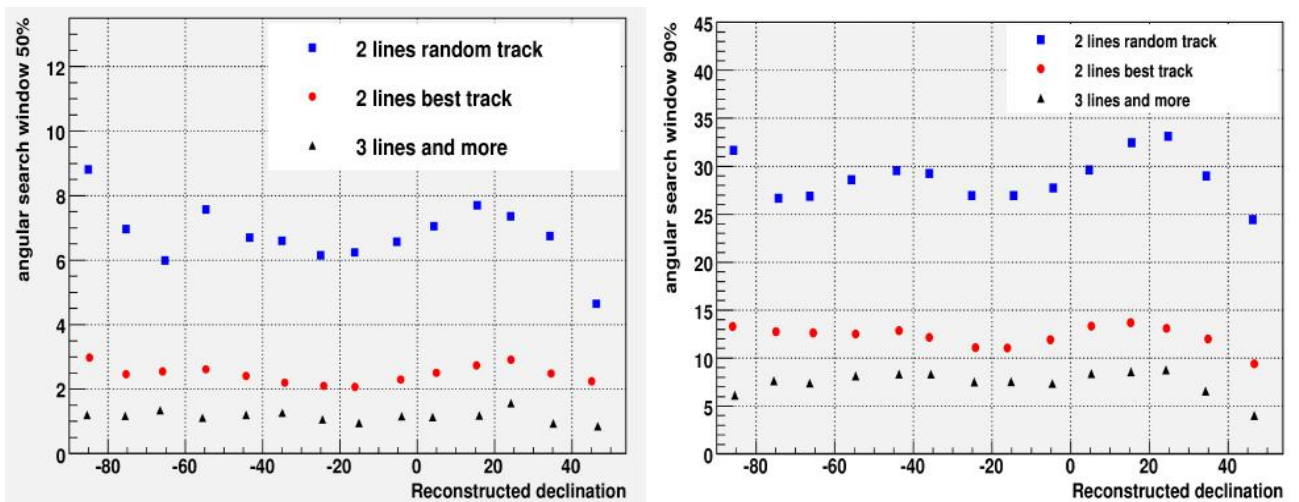 angular search window 50%
12
10
8
6
4
2
0
2 lines random track
2 lines best track
3 lines and more
-80 -60 -40 -20 0 20 40
Reconstructed declination
angular search window 90%
45
40
35
30
25
20
15
10
5
0
2 lines random track
2 lines best track
3 lines and more
-80 -60 -40 -20 0 20 40
Reconstructed declination